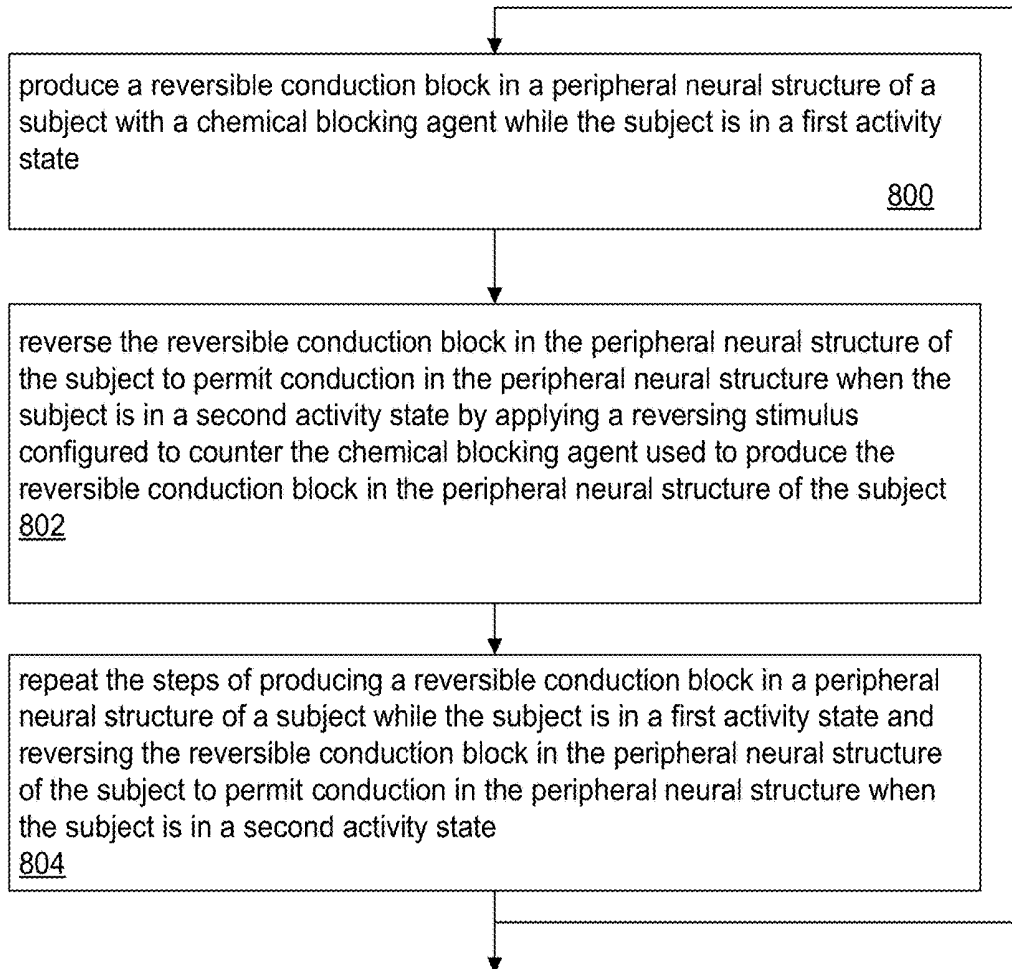 produce a reversible conduction block in a peripheral neural structure of a
subject with a chemical blocking agent while the subject is in a first activity
state
800
reverse the reversible conduction block in the peripheral neural structure of
the subject to permit conduction in the peripheral neural structure when the
subject is in a second activity state by applying a reversing stimulus
configured to counter the chemical blocking agent used to produce the
reversible conduction block in the peripheral neural structure of the subject
802
repeat the steps of producing a reversible conduction block in a peripheral
neural structure of a subject while the subject is in a first activity state and
reversing the reversible conduction block in the peripheral neural structure
of the subject to permit conduction in the peripheral neural structure when
the subject is in a second activity state
804